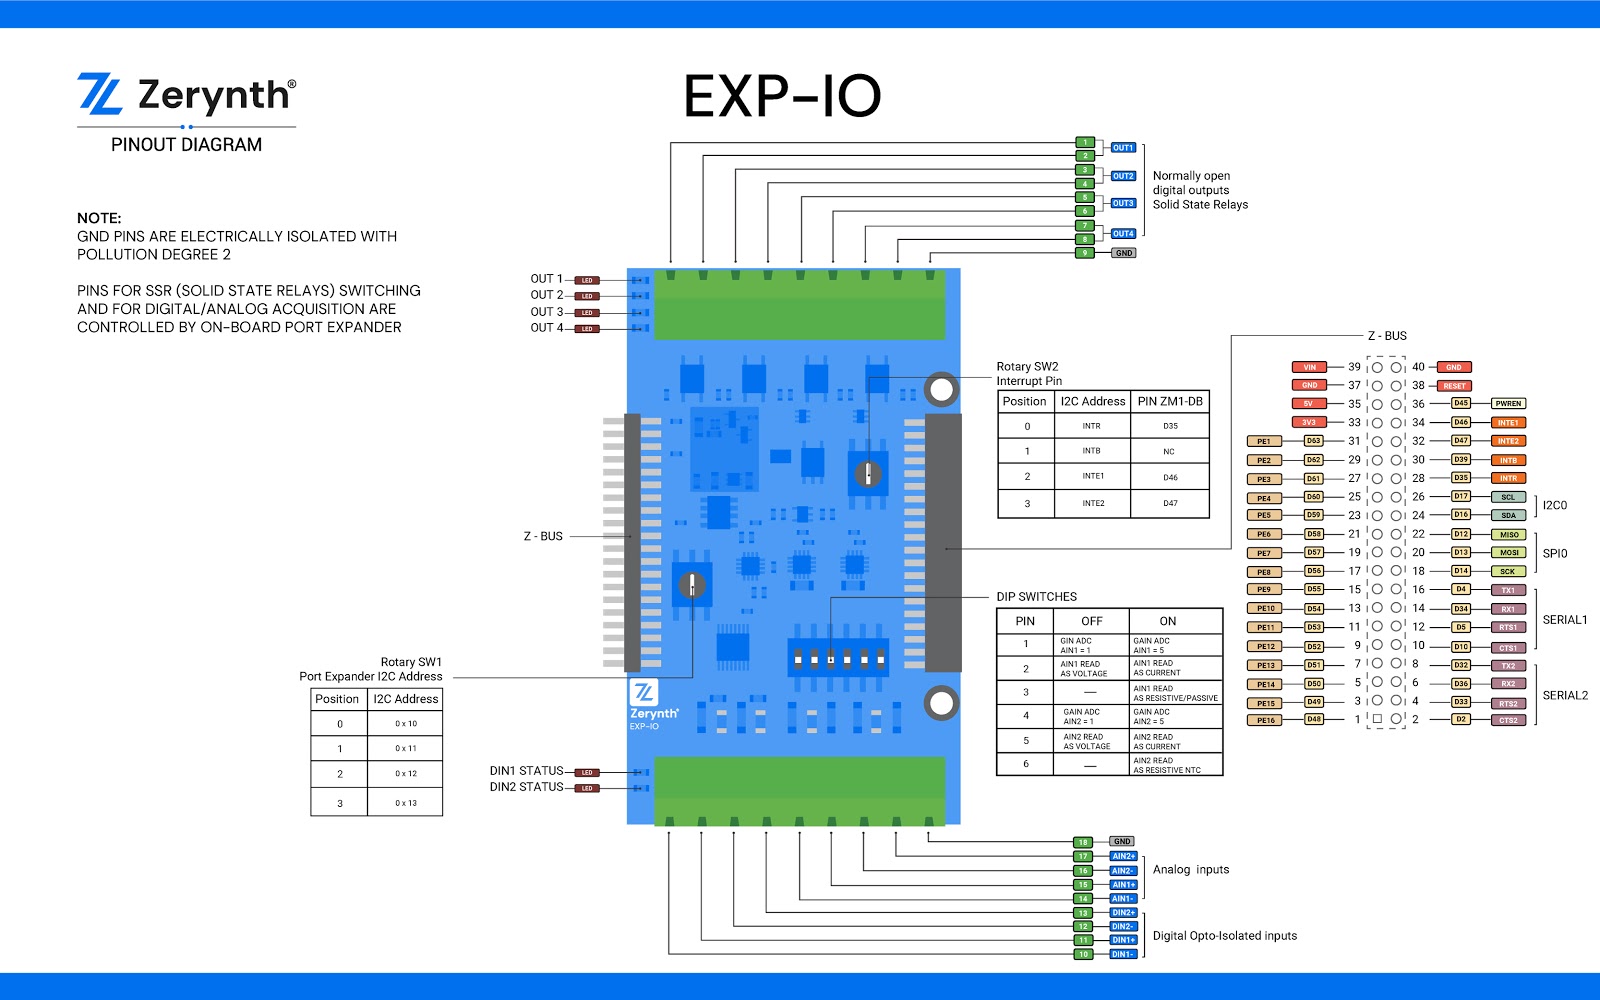 Zerynth®
PINOUT DIAGRAM
EXP-IO
NOTE:
GND PINS ARE ELECTRICALLY ISOLATED WITH
POLLUTION DEGREE 2
PINS FOR SSR (SOLID STATE RELAYS) SWITCHING
AND FOR DIGITAL/ANALOG ACQUISITION ARE
CONTROLLED BY ON-BOARD PORT EXPANDER
1 OUT1
2
3 OUT2
4
5 OUT3
6
7 OUT4
8
9 GND
Normally open
digital outputs
Solid State Relays
OUT 1 LED
OUT 2 LED
OUT 3 LED
OUT 4 LED
Rotary SW2
Interrupt Pin
Position I2C Address PIN ZM1-DB
0 INTR D35
1 INTB NC
2 INTE1 D46
3 INTE2 D47
Z - BUS
DIP SWITCHES
PIN OFF ON
1 GIN ADC AIN1 = 1 GAIN ADC AIN1 = 5
2 AIN1 READ AS VOLTAGE AIN1 READ AS CURRENT
3 — AIN1 READ AS RESISTIVE/PASSIVE
4 GAIN ADC AIN2 = 1 GAIN ADC AIN2 = 5
5 AIN2 READ AS VOLTAGE AIN2 READ AS CURRENT
6 — AIN2 READ AS RESISTIVE NTC
Rotary SW1
Port Expander I2C Address
Position I2C Address
0 0 x 10
1 0 x 11
2 0 x 12
3 0 x 13
Zerynth®
EXP-IO
DIN1 STATUS LED
DIN2 STATUS LED
18 GND
17 AIN2+
16 AIN2-
15 AIN1+
14 AIN1-
13 DIN2+
12 DIN2-
11 DIN1+
10 DIN1-
Analog inputs
Digital Opto-Isolated inputs
Z - BUS
VIN 39 40 GND
GND 37 38 RESET
5V 35 36 D45 PWREN
3V3 33 34 D46 INTE1
PE1 D63 31 32 D47 INTE2
PE2 D62 29 30 D39 INTB
PE3 D61 27 28 D35 INTR
PE4 D60 25 26 D17 SCL
PE5 D59 23 24 D16 SDA
PE6 D58 21 22 D12 MISO
PE7 D57 19 20 D13 MOSI
PE8 D56 17 18 D14 SCK
PE9 D55 15 16 D4 TX1
PE10 D54 13 14 D34 RX1
PE11 D53 11 12 D5 RTS1
PE12 D52 9 10 D10 CTS1
PE13 D51 7 8 D32 TX2
PE14 D50 5 6 D36 RX2
PE15 D49 3 4 D33 RTS2
PE16 D48 1 2 D2 CTS2
I2C0
SPI0
SERIAL1
SERIAL2